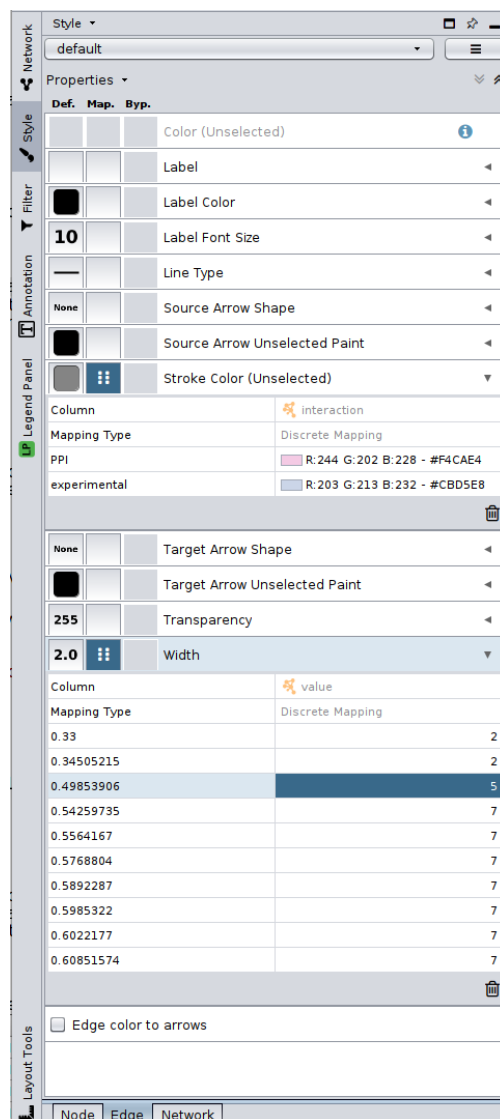 Network
Style
Filter
Annotation
Legend Panel
LP
Layout Tools
Style
default
Properties
Def. Map. Byp.
Color (Unselected)
Label
Label Color
10 Label Font Size
Line Type
None Source Arrow Shape
Source Arrow Unselected Paint
Stroke Color (Unselected)
Column interaction
Mapping Type Discrete Mapping
PPI R:244 G:202 B:228 - #F4CAE4
experimental R:203 G:213 B:232 - #CBD5E8
None Target Arrow Shape
Target Arrow Unselected Paint
255 Transparency
2.0 Width
Column value
Mapping Type Discrete Mapping
0.33 2
0.34505215 2
0.49853906 5
0.54259735 7
0.5564167 7
0.5768804 7
0.5892287 7
0.5985322 7
0.6022177 7
0.60851574 7
Edge color to arrows
Node Edge Network